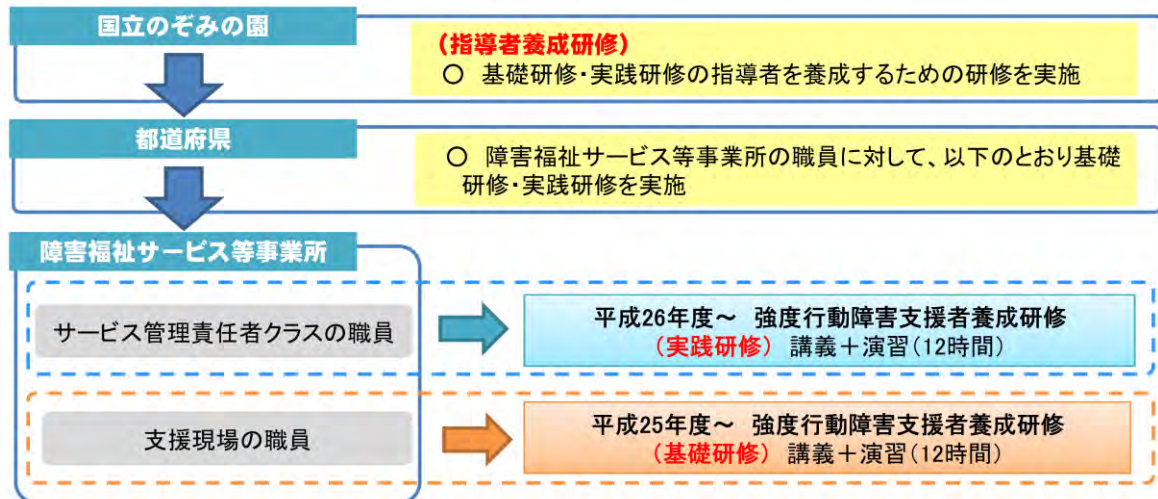 国立のぞみの園
(指導者養成研修)
○ 基礎研修・実践研修の指導者を養成するための研修を実施
都道府県
○ 障害福祉サービス等事業所の職員に対して、以下のとおり基礎
研修・実践研修を実施
障害福祉サービス等事業所
サービス管理責任者クラスの職員
平成26年度～ 強度行動障害支援者養成研修
(実践研修) 講義＋演習(12時間)
支援現場の職員
平成25年度～ 強度行動障害支援者養成研修
(基礎研修) 講義＋演習(12時間)